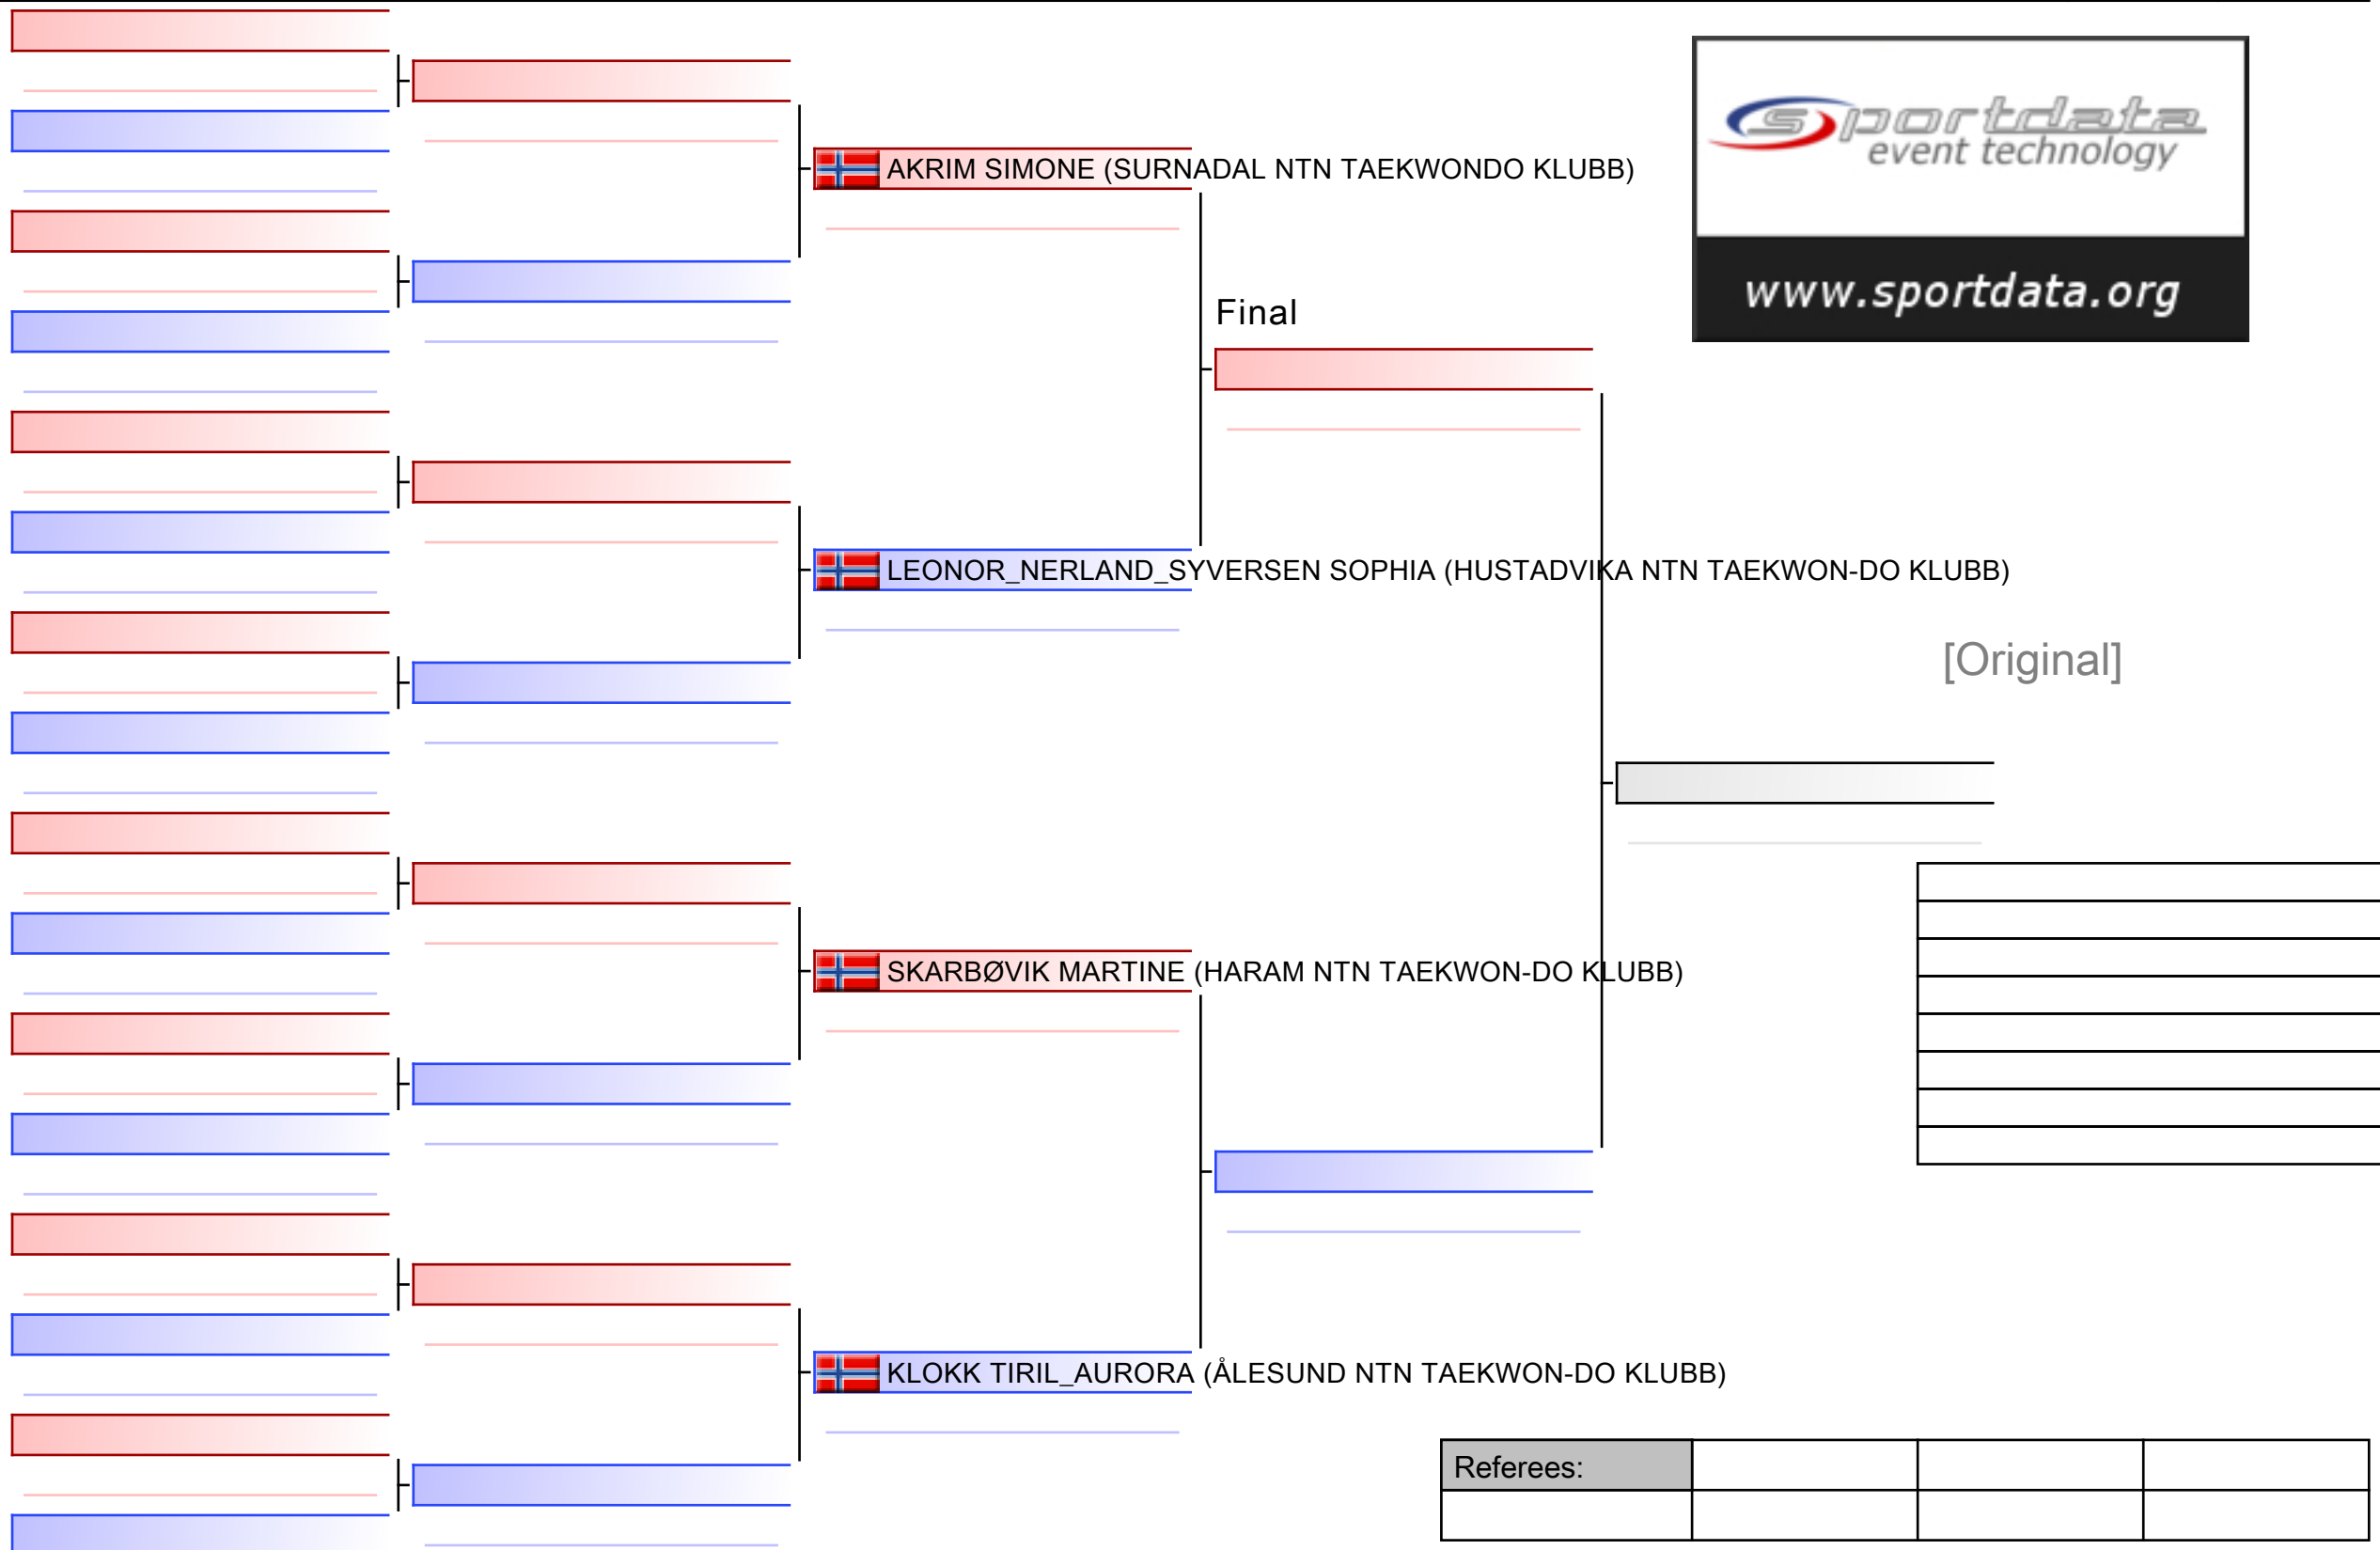 sportdata
event technology
www.sportdata.org
AKRIM SIMONE (SURNADAL NTN TAEKWONDO KLUBB)
Final
LEONOR_NERLAND_SYVERSEN SOPHIA (HUSTADVIKA NTN TAEKWON-DO KLUBB)
[Original]
SKARBØVIK MARTINE (HARAM NTN TAEKWON-DO KLUBB)
KLOKK TIRIL_AURORA (ÅLESUND NTN TAEKWON-DO KLUBB)
Referees: